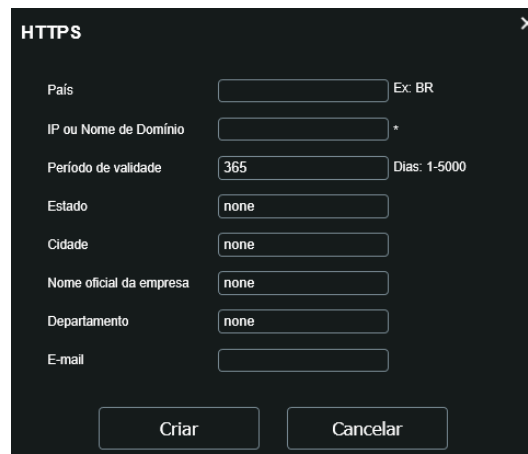 HTTPS
País Ex: BR
IP ou Nome de Domínio *
Período de validade 365 Dias: 1-5000
Estado none
Cidade none
Nome oficial da empresa none
Departamento none
E-mail
Criar Cancelar